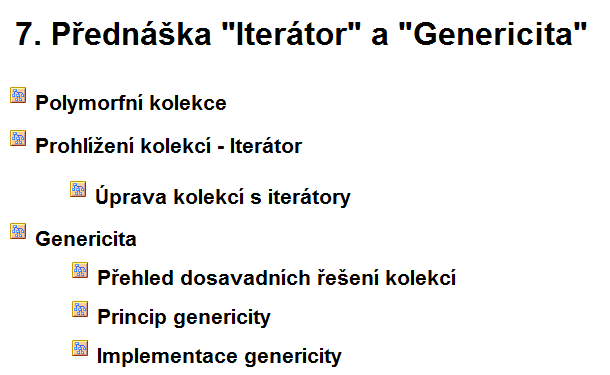 7. Přednáška "Iterátor" a "Genericita"
Polymorfní kolekce
Prohlížení kolekcí - Iterátor
Úprava kolekcí s iterátory
Genericita
Přehled dosavadních řešení kolekcí
Princip genericity
Implementace genericity